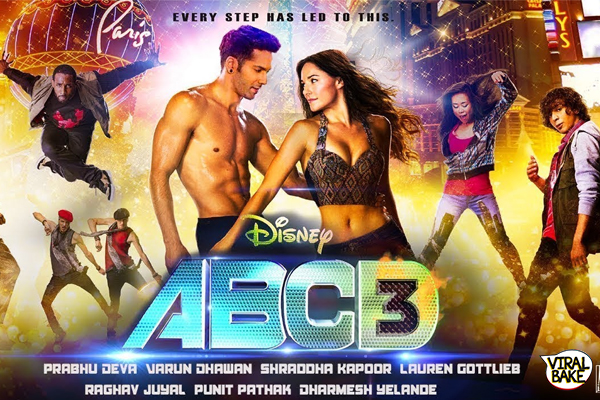 EVERY STEP HAS LED TO THIS.
Paris
LY'S
DISNEY
ABCD
3
PRABHU DEVA VARUN DHAWAN SHRADDHA KAPOOR LAUREN GOTTLIEB
RAGHAV JUYAL PUNIT PATHAK DHARMESH YELANDE
VIRAL
BAKE